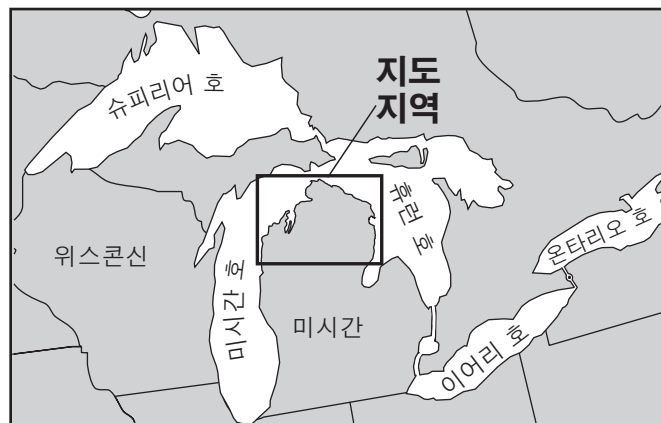 슈피리어 호
지도
지역
휴런 호
온타리오 호
위스콘신
미시간 호
미시간
이어리 호